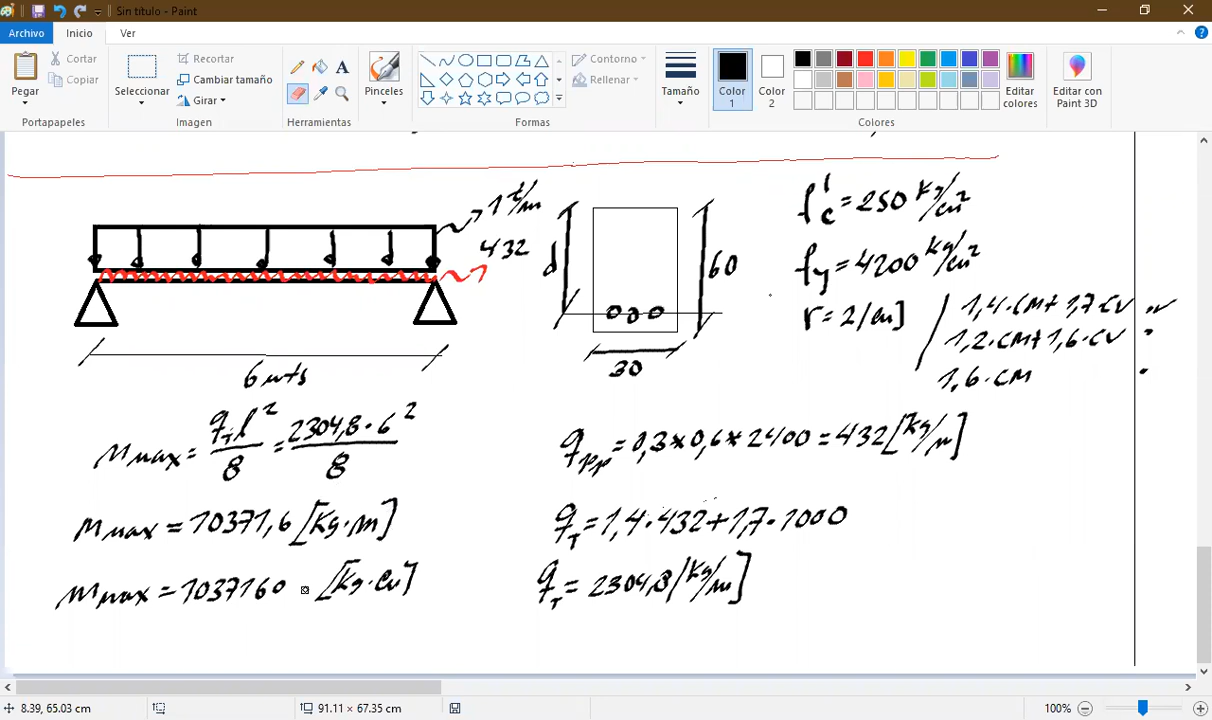 Sin título - Paint
Archivo Inicio Ver
Pegar
Cortar
Copiar
Portapapeles
Seleccionar
Recortar
Cambiar tamaño
Girar
Imagen
A
Herramientas
Pinceles
Contorno
Rellenar
Formas
Tamaño
Color 1
Color 2
Editar colores
Editar con Paint 3D
Colores
1 t/m
432
6 mts
d
60
30
f'c = 250 kg/cm²
fy = 4200 kg/cm²
r = 2 [cm]
1,4·CM + 1,7·CV
1,2·CM + 1,6·CV
1,6·CM
Mmax = qT l² / 8 = 2304,8 · 6² / 8
Mmax = 10371,6 [Kg·m]
Mmax = 1037160 [Kg·cm]
qpp = 0,3 x 0,6 x 2400 = 432 [kg/m]
qT = 1,4·432 + 1,7·1000
qT = 2304,8 [kg/m]
8.39, 65.03 cm
91.11 × 67.35 cm
100%